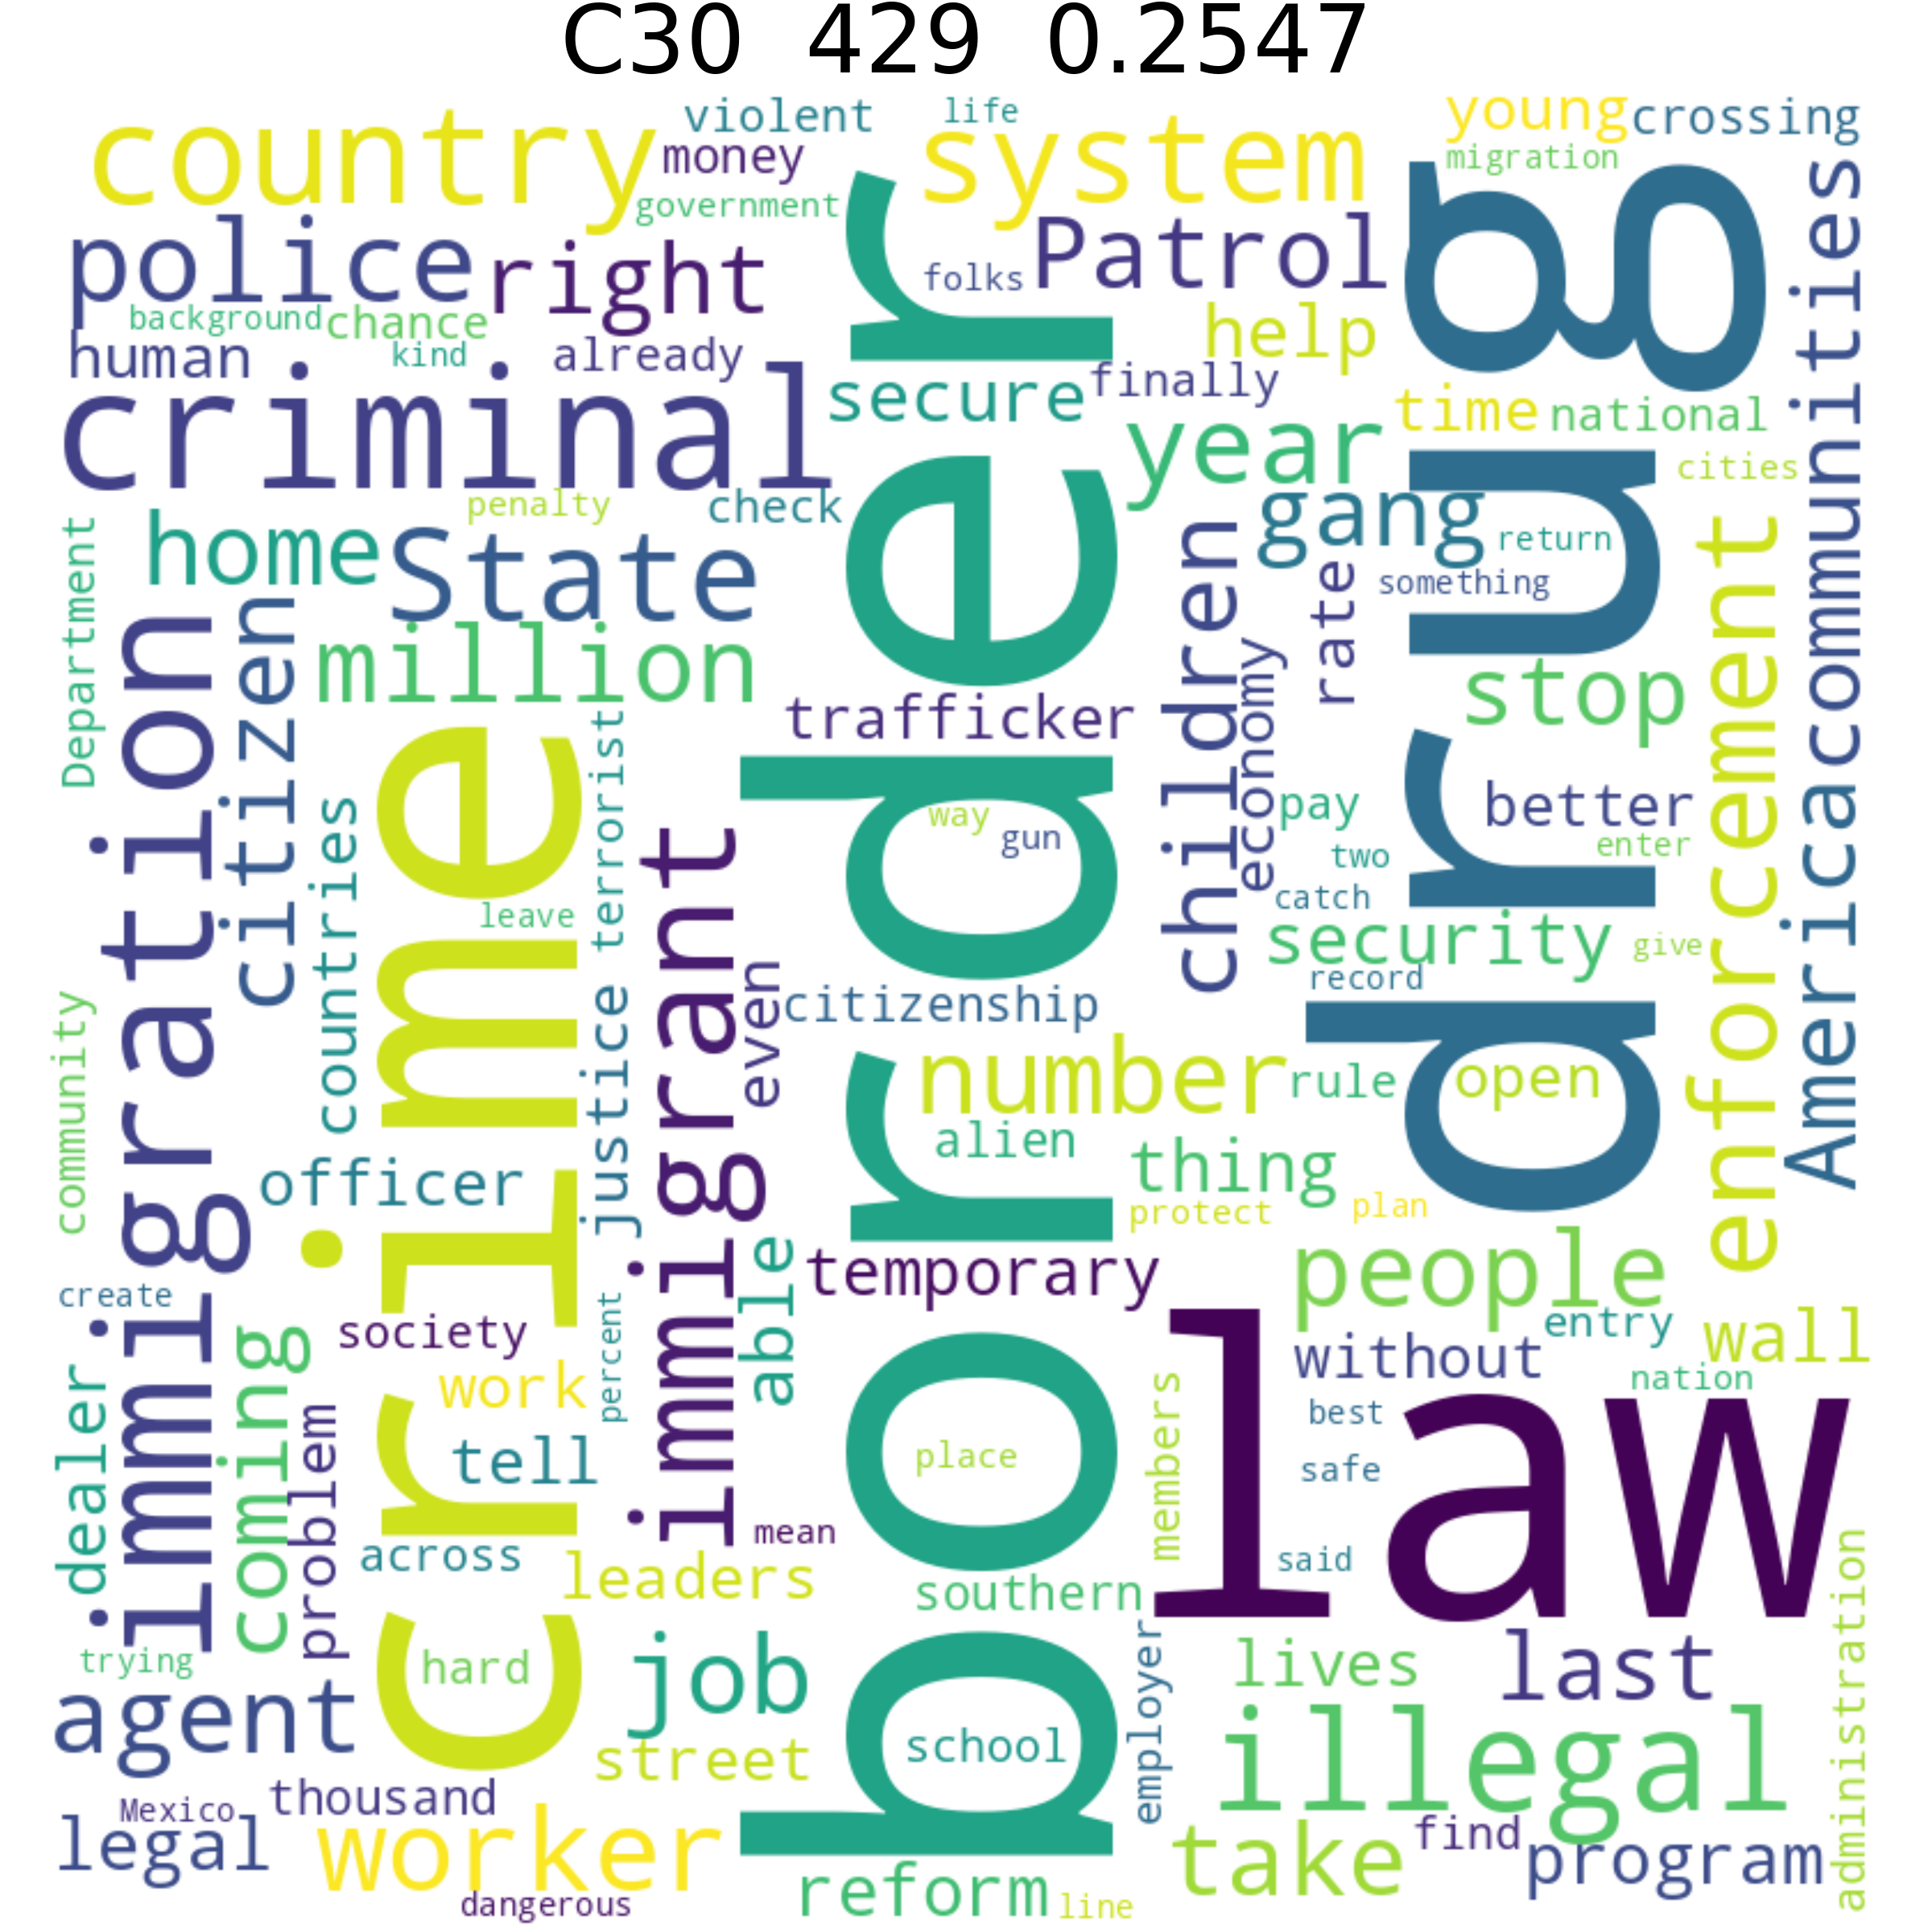 C30 429 0.2547
country
violent
life
system
young
crossing
money
migration
government
police
right
folks
Patrol
drug
communities
background
chance
help
human
kind
already
criminal
secure
finally
time
national
year
cities
penalty
check
gang
return
Department
home
State
children
something
rate
citizen
immigration
million
stop
enforcement
trafficker
economy
terrorist
crime
countries
way
gun
pay
better
enter
two
America
immigrant
catch
leave
security
give
record
even
citizenship
community
justice
number
rule
open
alien
thing
officer
protect
plan
border
able
temporary
people
create
percent
society
entry
wall
without
nation
law
dealer
coming
work
problem
members
best
tell
place
safe
mean
across
said
leaders
southern
administration
trying
hard
job
employer
lives
last
agent
school
illegal
street
thousand
Mexico
legal
worker
take
find
program
reform
line
dangerous